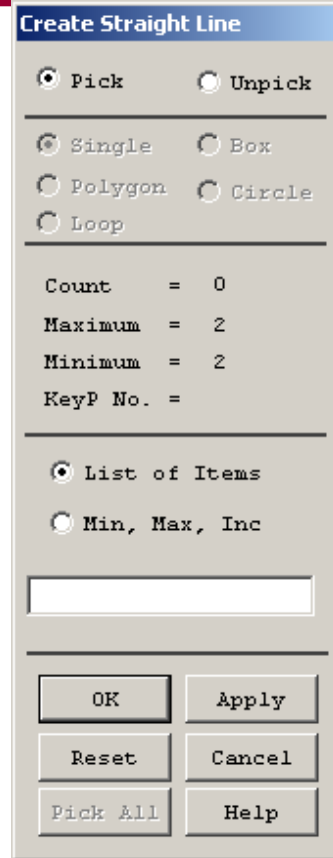 Create Straight Line
Pick Unpick
Single Box
Polygon Circle
Loop
Count = 0
Maximum = 2
Minimum = 2
KeyP No. =
List of Items
Min, Max, Inc
OK Apply
Reset Cancel
Pick All Help